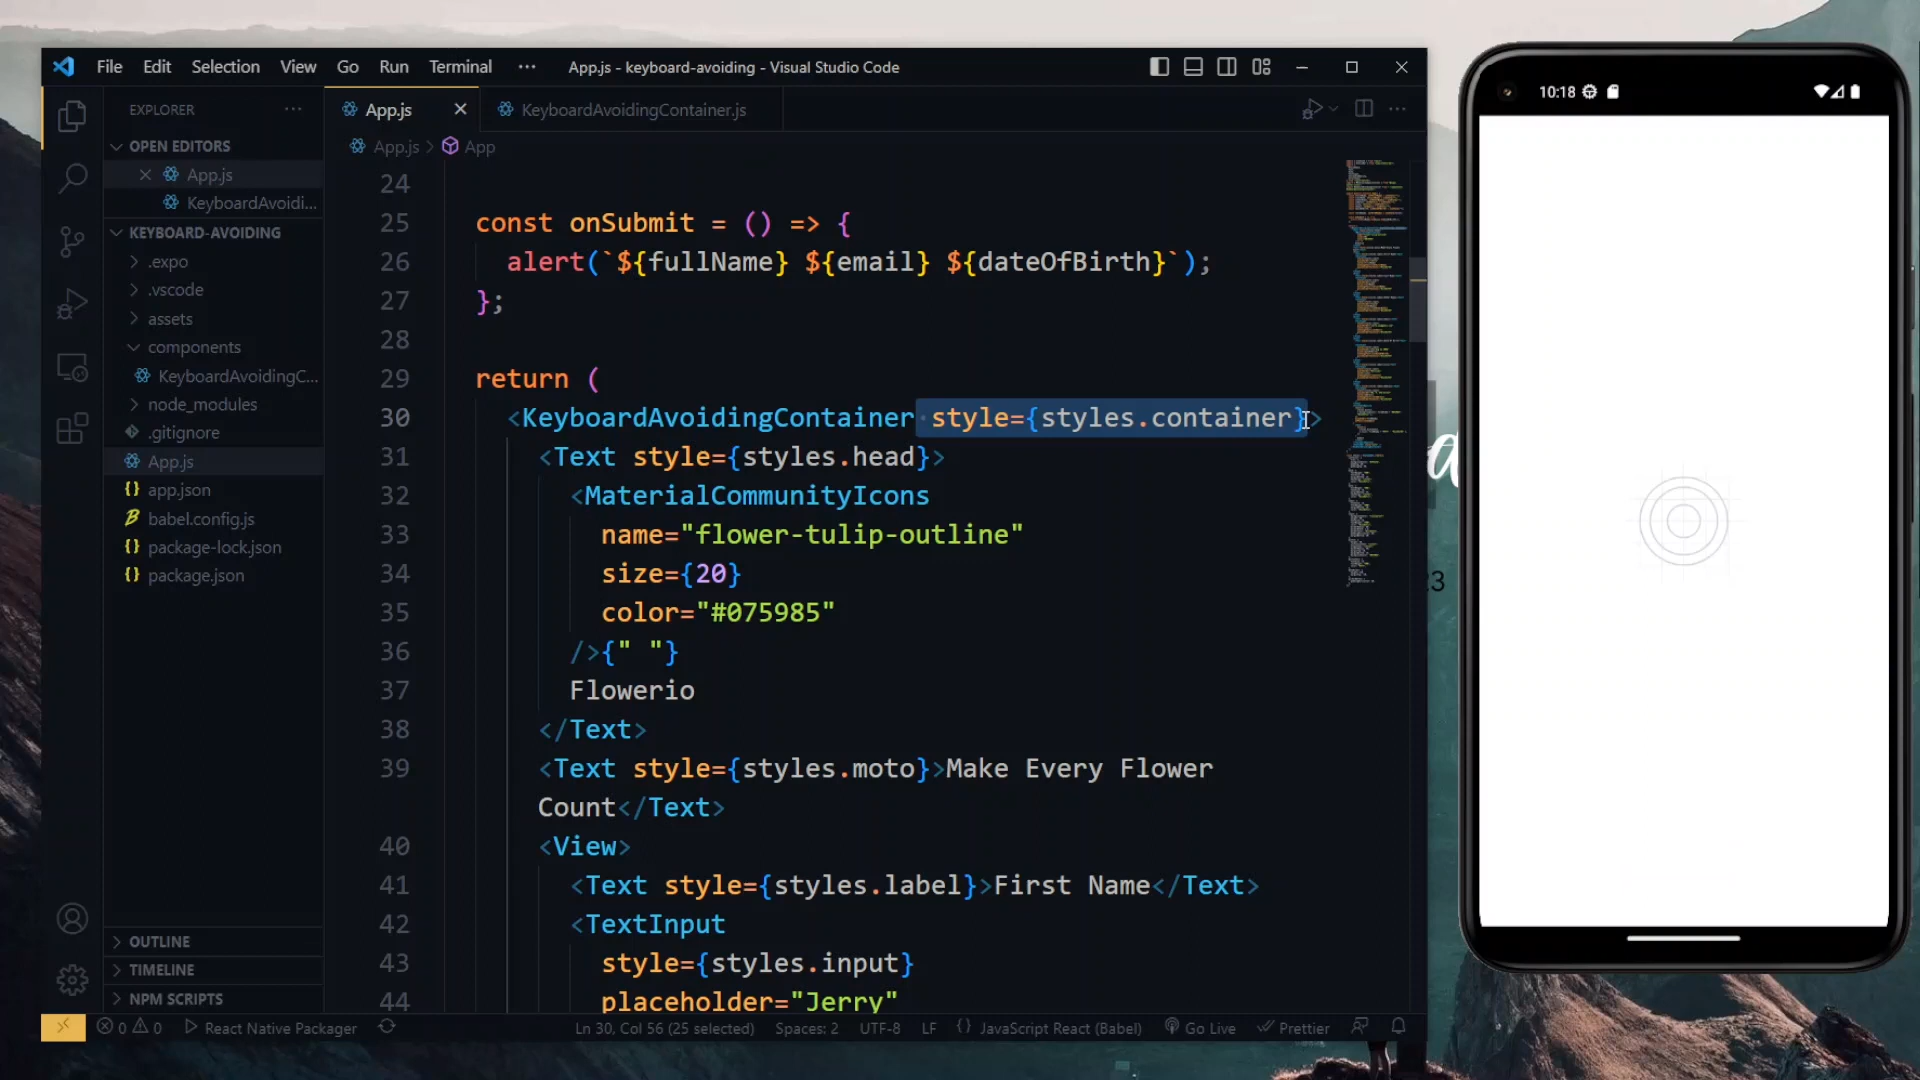 File Edit Selection View Go Run Terminal ··· App.js - keyboard-avoiding - Visual Studio Code
10:18
EXPLORER ···
App.js
KeyboardAvoidingContainer.js
OPEN EDITORS
App.js
KeyboardAvoidi...
KEYBOARD-AVOIDING
.expo
.vscode
assets
components
KeyboardAvoidingC...
node_modules
.gitignore
App.js
app.json
babel.config.js
package-lock.json
package.json
OUTLINE
TIMELINE
NPM SCRIPTS
App.js > App
24
25 const onSubmit = () => {
26 alert(`${fullName} ${email} ${dateOfBirth}`);
27 };
28
29 return (
30 <KeyboardAvoidingContainer style={styles.container}>
31 <Text style={styles.head}>
32 <MaterialCommunityIcons
33 name="flower-tulip-outline"
34 size={20}
35 color="#075985"
36 />{" "}
37 Flowerio
38 </Text>
39 <Text style={styles.moto}>Make Every Flower
Count</Text>
40 <View>
41 <Text style={styles.label}>First Name</Text>
42 <TextInput
43 style={styles.input}
44 placeholder="Jerry"
23
0 0 React Native Packager Ln 30, Col 56 (25 selected) Spaces: 2 UTF-8 LF {} JavaScript React (Babel) Go Live Prettier